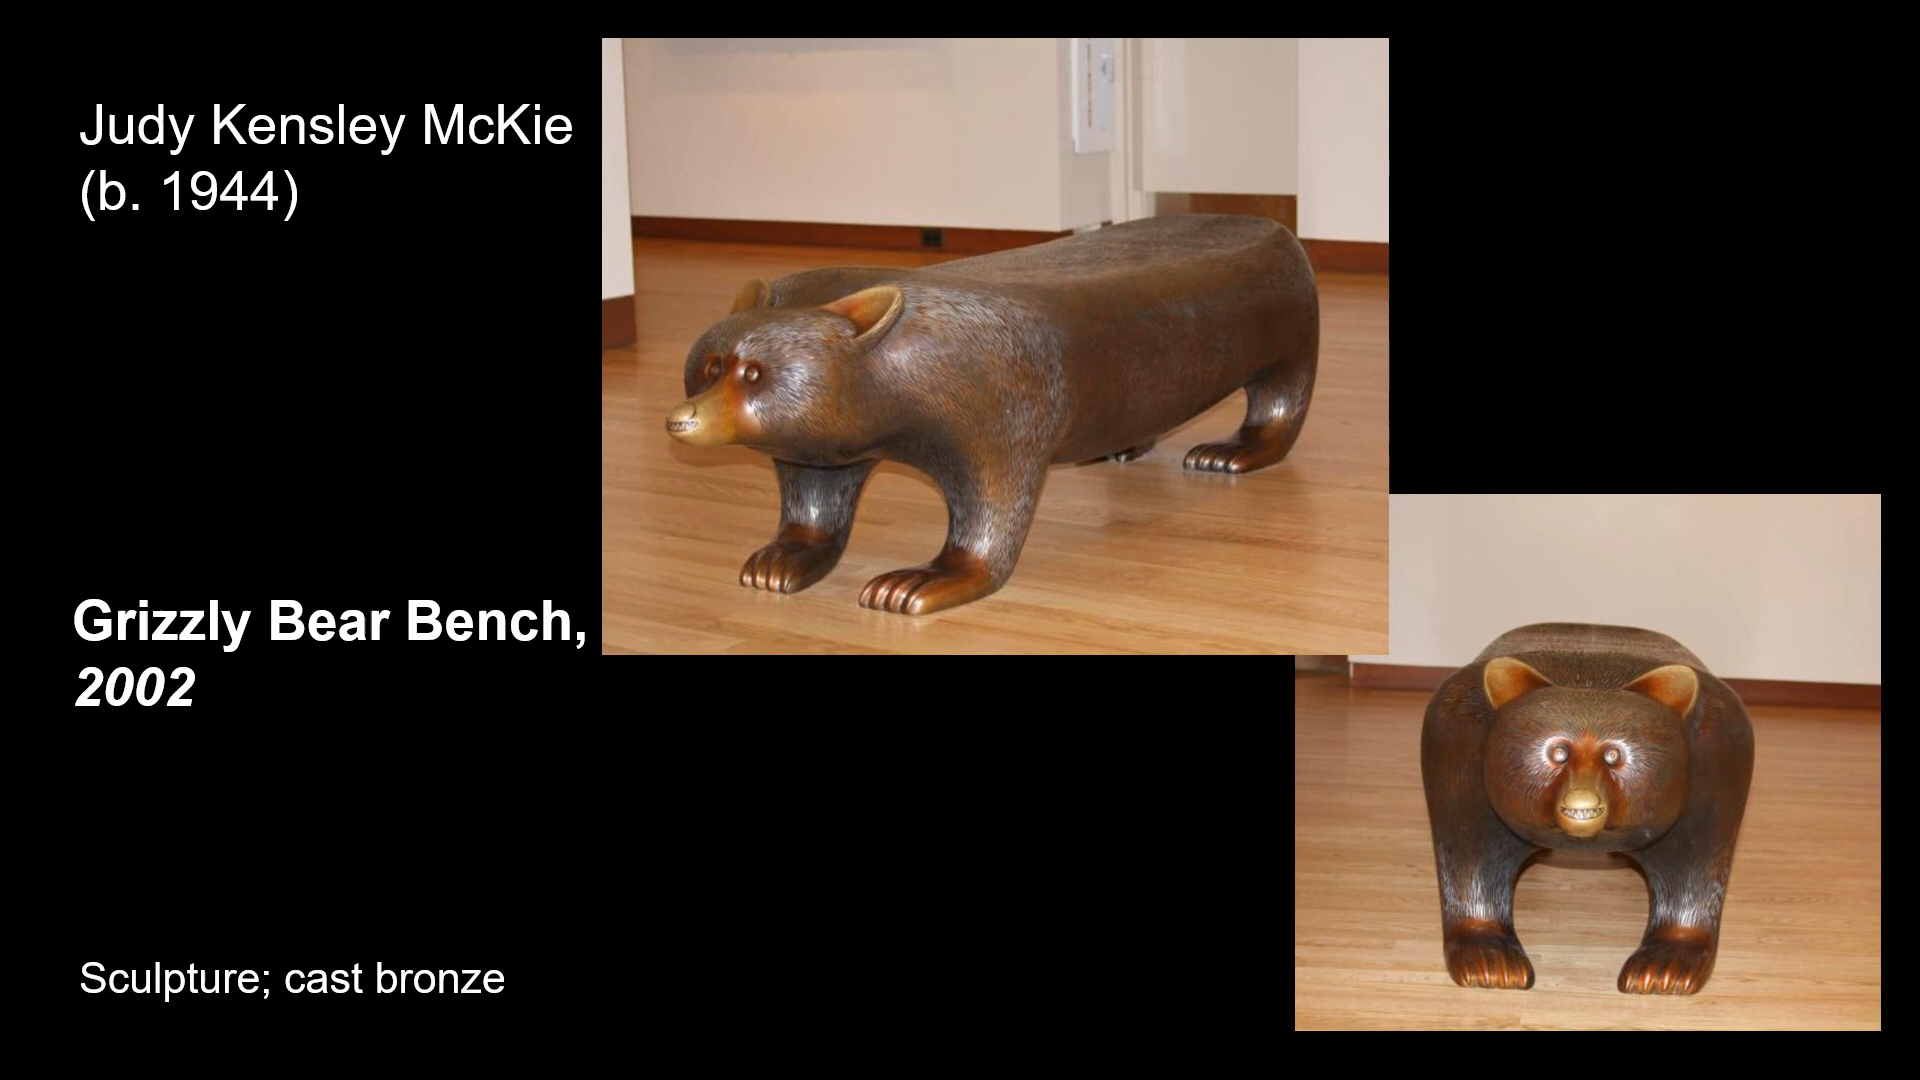 Judy Kensley McKie
(b. 1944)
Grizzly Bear Bench,
2002
Sculpture; cast bronze